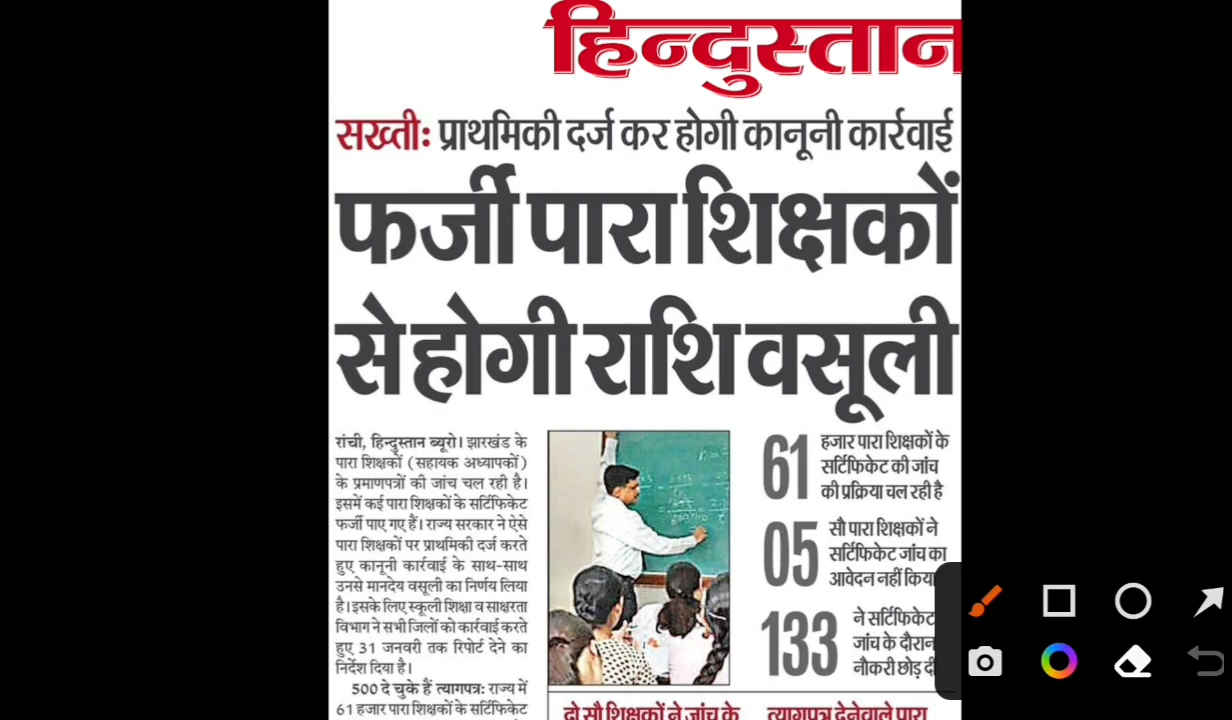 हिन्दुस्तान
सख्ती: प्राथमिकी दर्ज कर होगी कानूनी कार्रवाई
फर्जी पारा शिक्षकों
से होगी राशि वसूली
रांची, हिन्दुस्तान ब्यूरो। झारखंड के
पारा शिक्षकों (सहायक अध्यापकों)
के प्रमाणपत्रों की जांच चल रही है।
इसमें कई पारा शिक्षकों के सर्टिफिकेट
फर्जी पाए गए हैं। राज्य सरकार ने ऐसे
पारा शिक्षकों पर प्राथमिकी दर्ज करते
हुए कानूनी कार्रवाई के साथ-साथ
उनसे मानदेय वसूली का निर्णय लिया
है। इसके लिए स्कूली शिक्षा व साक्षरता
विभाग ने सभी जिलों को कार्रवाई करते
हुए 31 जनवरी तक रिपोर्ट देने का
निर्देश दिया है।
500 दे चुके हैं त्यागपत्र: राज्य में
61 हजार पारा शिक्षकों के सर्टिफिकेट
61
हजार पारा शिक्षकों के
सर्टिफिकेट की जांच
की प्रक्रिया चल रही है
05
सौ पारा शिक्षकों ने
सर्टिफिकेट जांच का
आवेदन नहीं किया
133
ने सर्टिफिकेट
जांच के दौरान
नौकरी छोड़ दी
दो सौ शिक्षकों ने जांच के
त्यागपत्र देनेवाले पारा